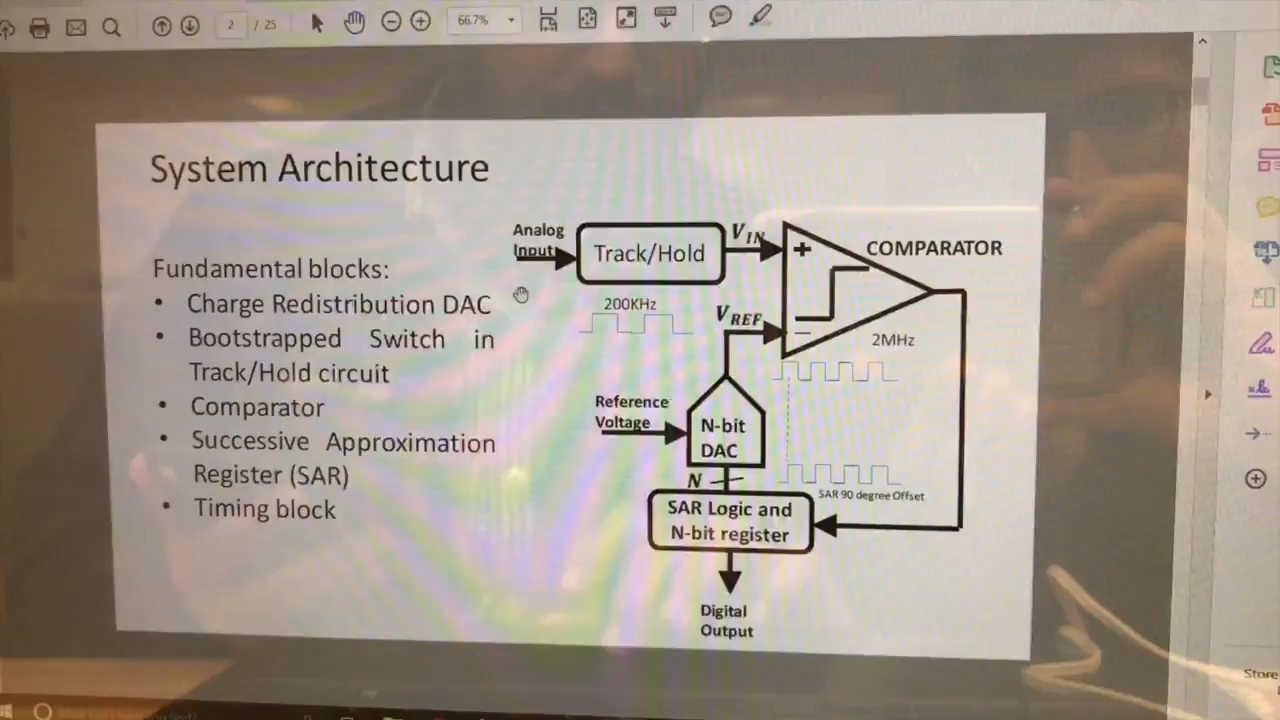 2 / 25
66.7%
System Architecture
Fundamental blocks:
• Charge Redistribution DAC
• Bootstrapped Switch in
Track/Hold circuit
• Comparator
• Successive Approximation
Register (SAR)
• Timing block
Analog
Input
Track/Hold
V_IN
+
COMPARATOR
200KHz
V_REF
−
2MHz
Reference
Voltage
N-bit
DAC
N
SAR 90 degree Offset
SAR Logic and
N-bit register
Digital
Output
Store